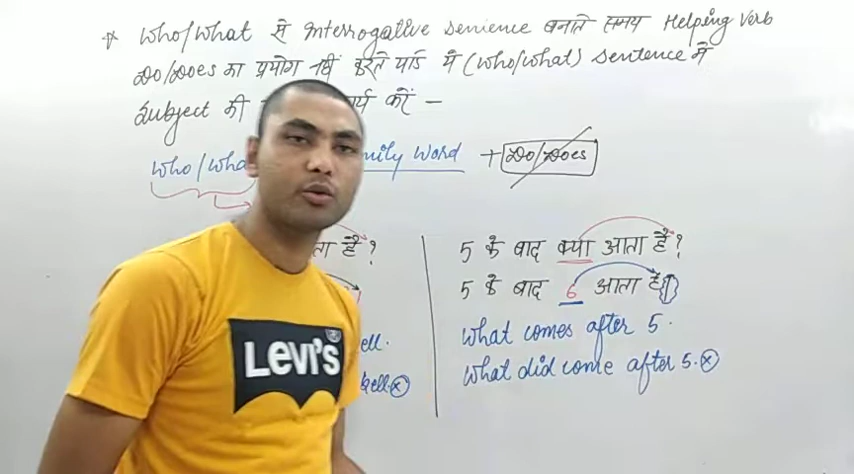 * Who/What से Interrogative Sentence बनाते समय Helping Verb
Do/Does का प्रयोग नहीं करते यदि ये (Who/What) Sentence में
Subject की कार्य करें –
Who/Wha mily Word + Do/Does
ता है ?
ell.
ell. ×
5 के बाद क्या आता है ?
5 के बाद 6 आता है।
What comes after 5.
What did come after 5. ×
Levi's